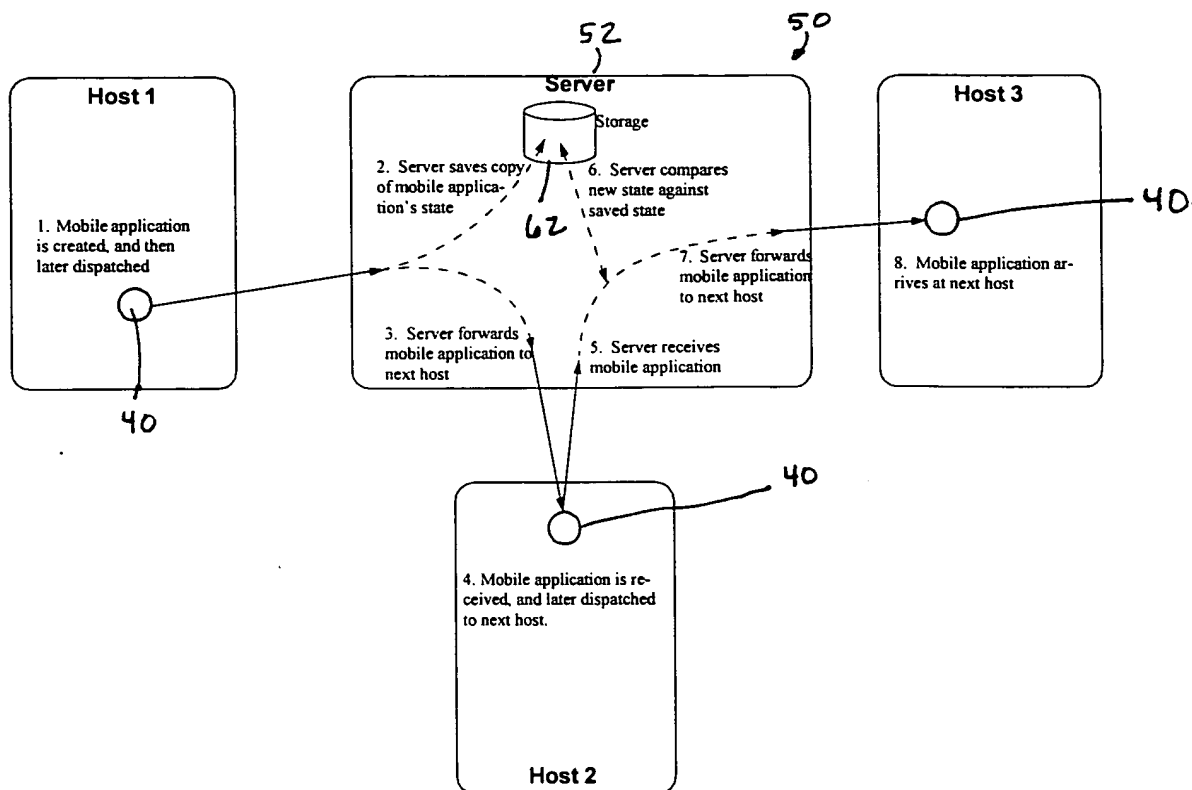 50
52
Host 1
Server
Host 3
Storage
2. Server saves copy
of mobile applica-
tion's state
6. Server compares
new state against
saved state
62
40
1. Mobile application
is created, and then
later dispatched
7. Server forwards
mobile application
to next host
8. Mobile application ar-
rives at next host
3. Server forwards
mobile application to
next host
5. Server receives
mobile application
40
40
4. Mobile application is re-
ceived, and later dispatched
to next host.
Host 2